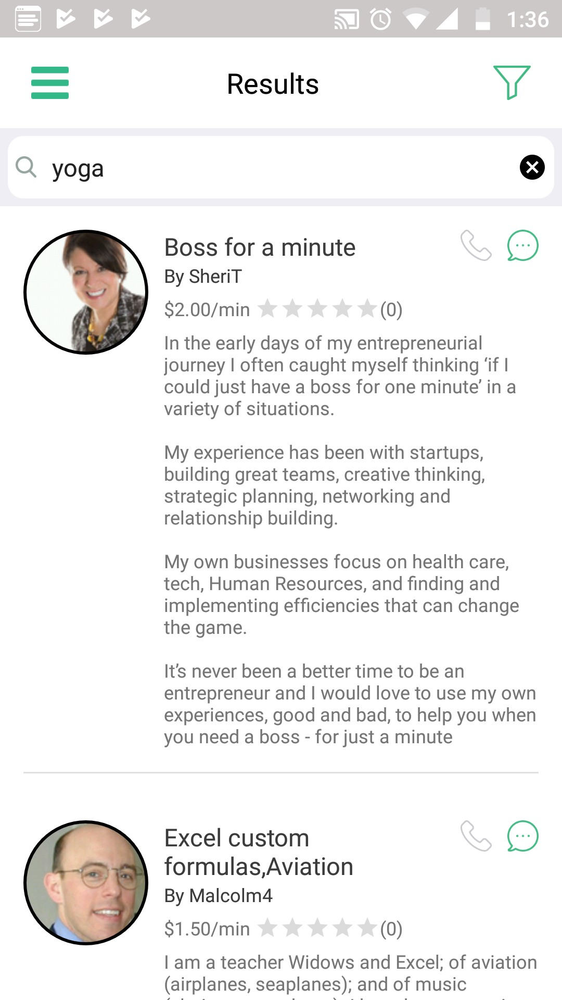 1:36
Results
yoga
Boss for a minute
By SheriT
$2.00/min (0)
In the early days of my entrepreneurial
journey I often caught myself thinking ‘if I
could just have a boss for one minute’ in a
variety of situations.
My experience has been with startups,
building great teams, creative thinking,
strategic planning, networking and
relationship building.
My own businesses focus on health care,
tech, Human Resources, and finding and
implementing efficiencies that can change
the game.
It’s never been a better time to be an
entrepreneur and I would love to use my own
experiences, good and bad, to help you when
you need a boss - for just a minute
Excel custom
formulas,Aviation
By Malcolm4
$1.50/min (0)
I am a teacher Widows and Excel; of aviation
(airplanes, seaplanes); and of music